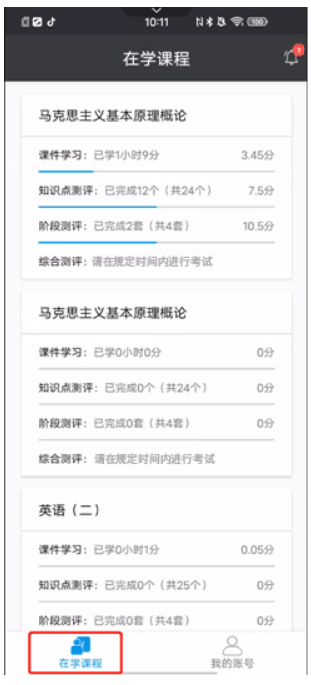 10:11
100
在学课程
马克思主义基本原理概论
课件学习：已学1小时9分 3.45分
知识点测评：已完成12个（共24个） 7.5分
阶段测评：已完成2套（共4套） 10.5分
综合测评：请在规定时间内进行考试
马克思主义基本原理概论
课件学习：已学0小时0分 0分
知识点测评：已完成0个（共24个） 0分
阶段测评：已完成0套（共4套） 0分
综合测评：请在规定时间内进行考试
英语（二）
课件学习：已学0小时1分 0.05分
知识点测评：已完成0个（共25个） 0分
阶段测评：已完成0套（共4套） 0分
在学课程 我的账号